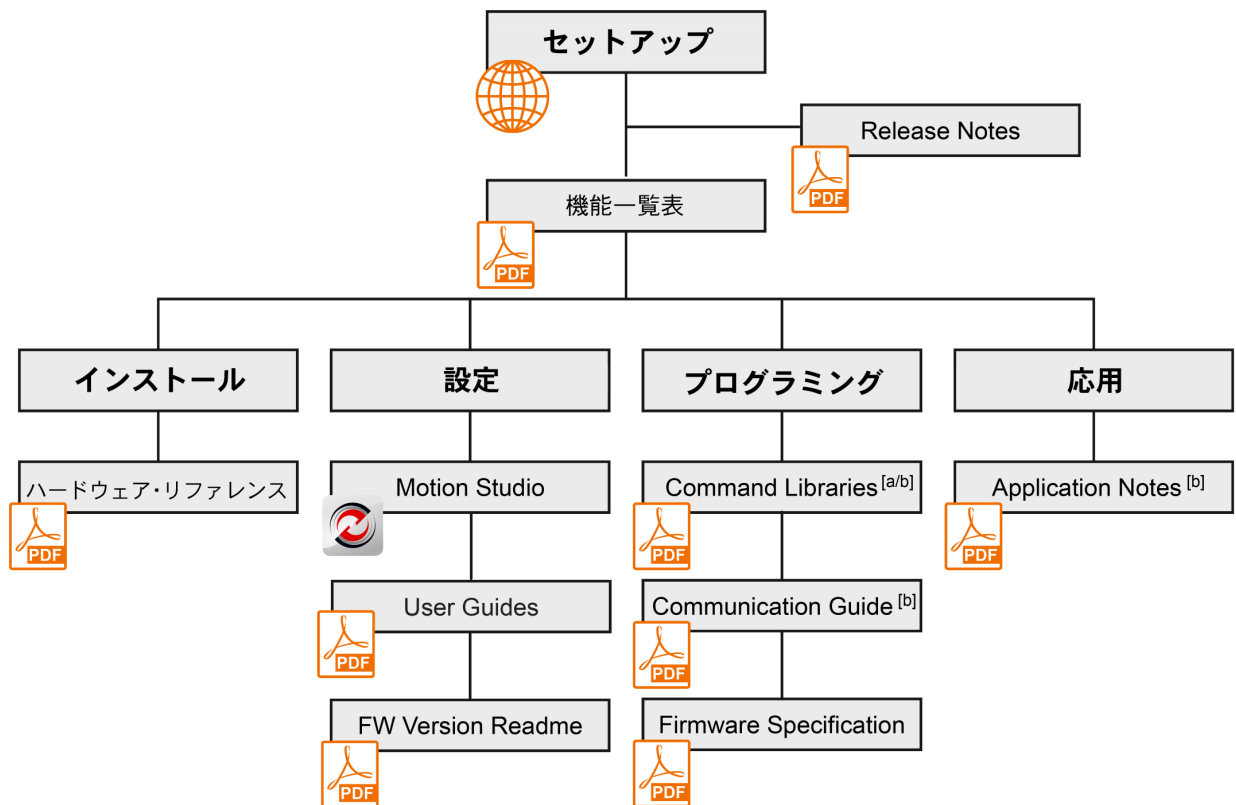 セットアップ
Release Notes
PDF
機能一覧表
PDF
インストール
設定
プログラミング
応用
ハードウェア・リファレンス
Motion Studio
Command Libraries [a/b]
Application Notes [b]
PDF
PDF
PDF
User Guides
Communication Guide [b]
PDF
PDF
FW Version Readme
Firmware Specification
PDF
PDF